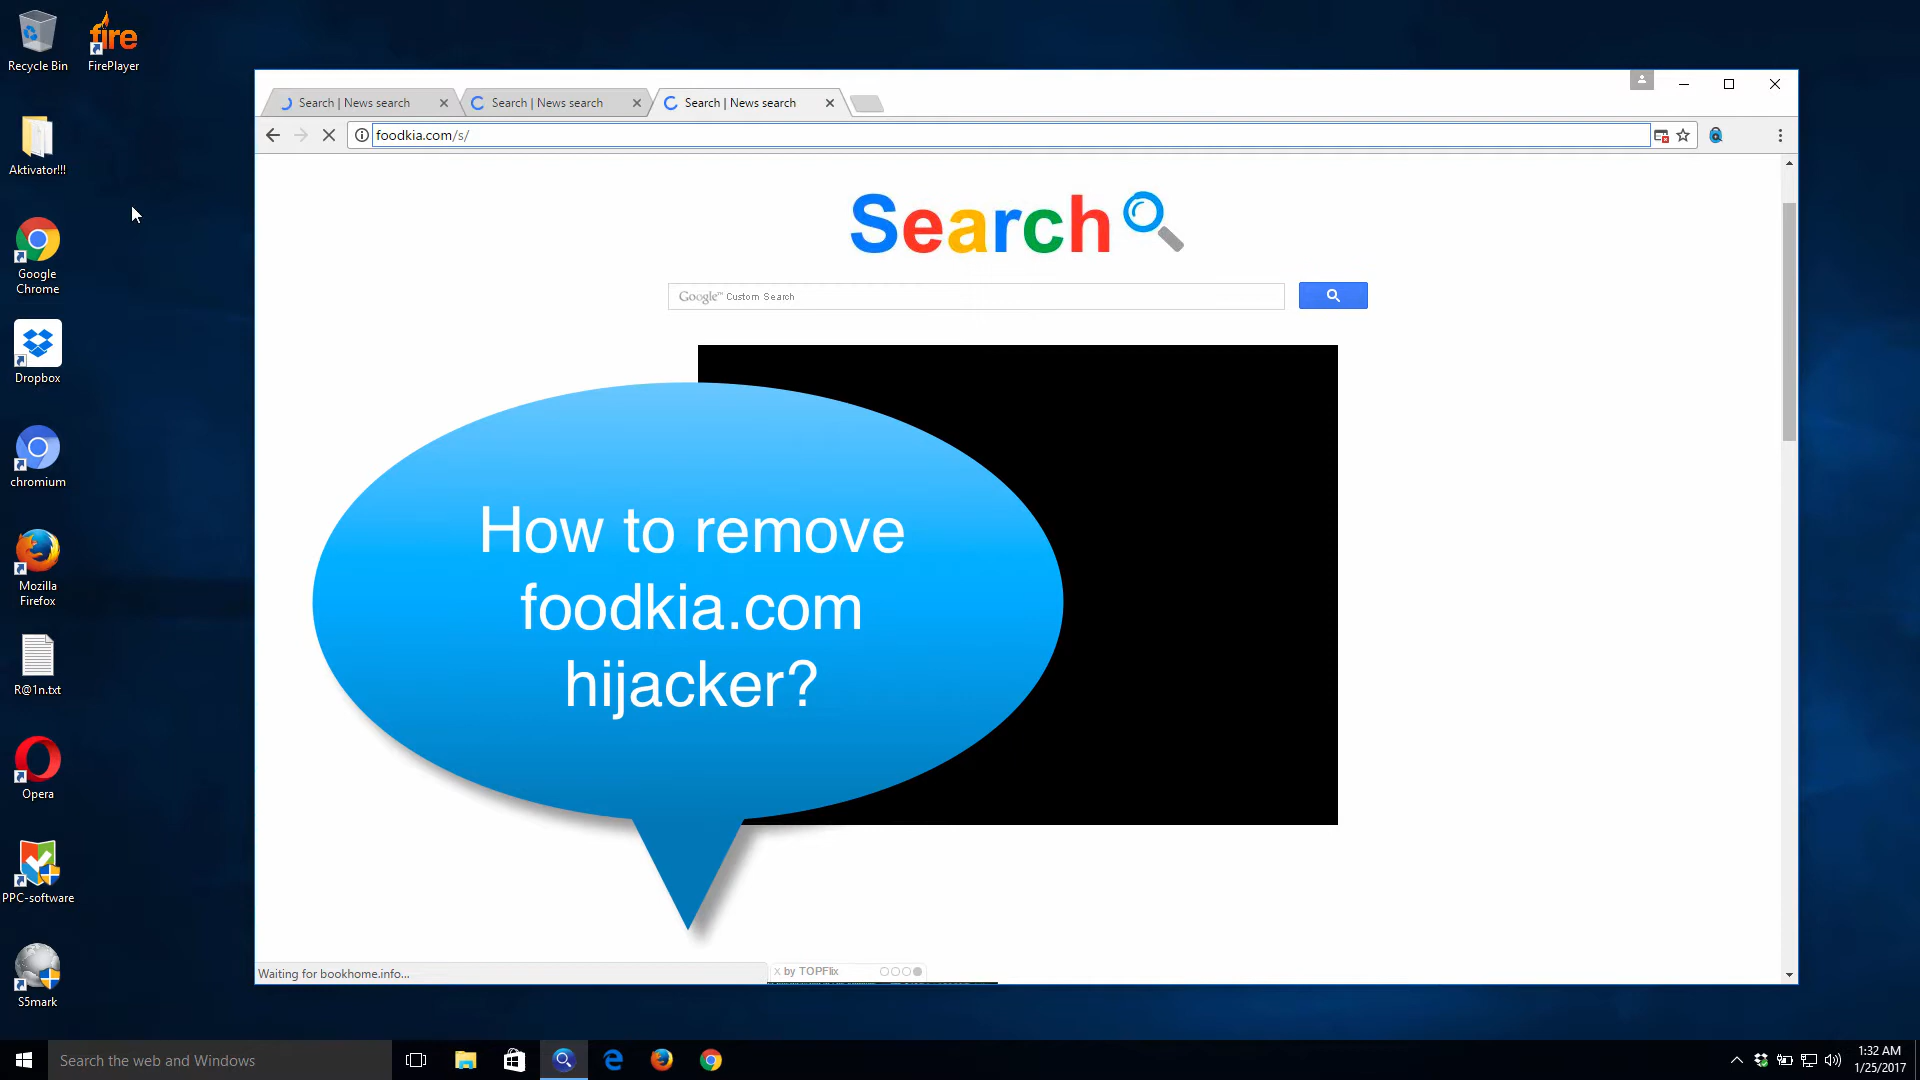 Recycle Bin
fire
FirePlayer
Aktivator!!!
Google
Chrome
Dropbox
chromium
Mozilla
Firefox
R@1n.txt
Opera
PPC-software
S5mark
Search | News search
Search | News search
Search | News search
foodkia.com/s/
Search
Google™ Custom Search
How to remove
foodkia.com
hijacker?
Waiting for bookhome.info...
X by TOPFlix
Search the web and Windows
1:32 AM
1/25/2017